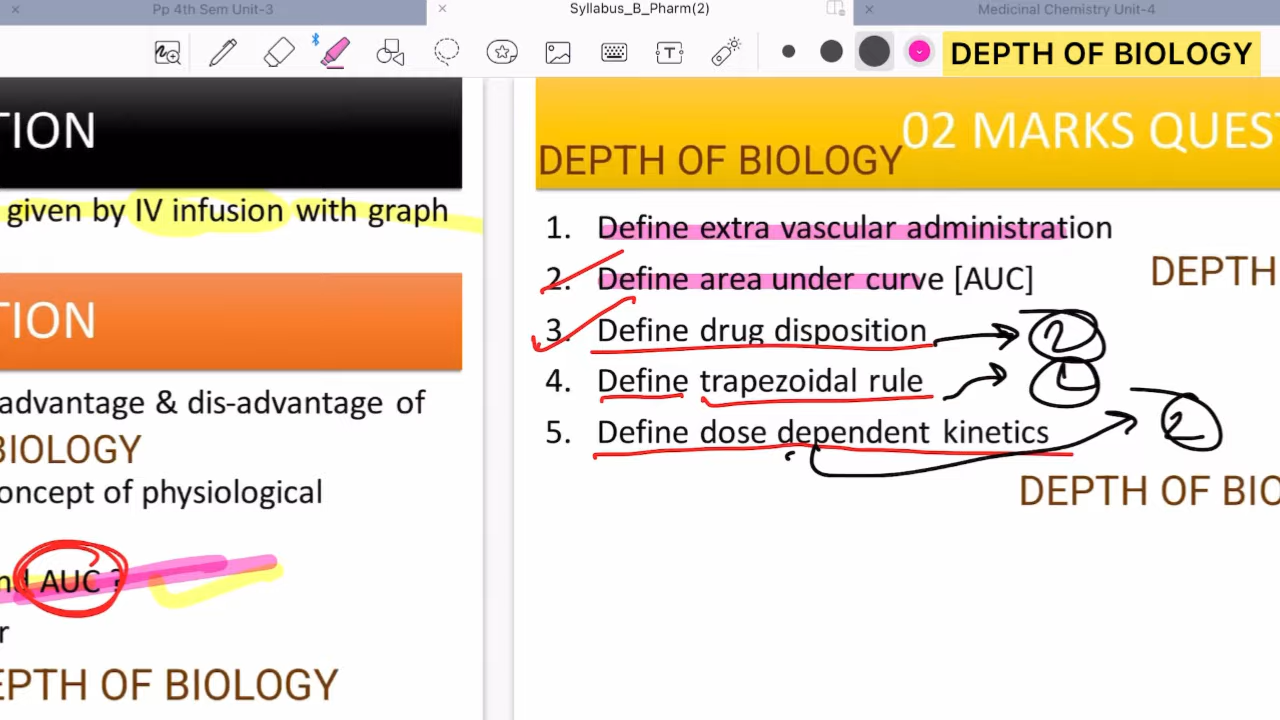 Pp 4th Sem Unit-3
Syllabus_B_Pharm(2)
Medicinal Chemistry Unit-4
T
DEPTH OF BIOLOGY
TION
given by IV infusion with graph
TION
advantage & dis-advantage of
BIOLOGY
oncept of physiological
nd AUC ?
r
EPTH OF BIOLOGY
02 MARKS QUEST
DEPTH OF BIOLOGY
1. Define extra vascular administration
2. Define area under curve [AUC]
DEPTH
3. Define drug disposition 2
4. Define trapezoidal rule
5. Define dose dependent kinetics 2
DEPTH OF BIO